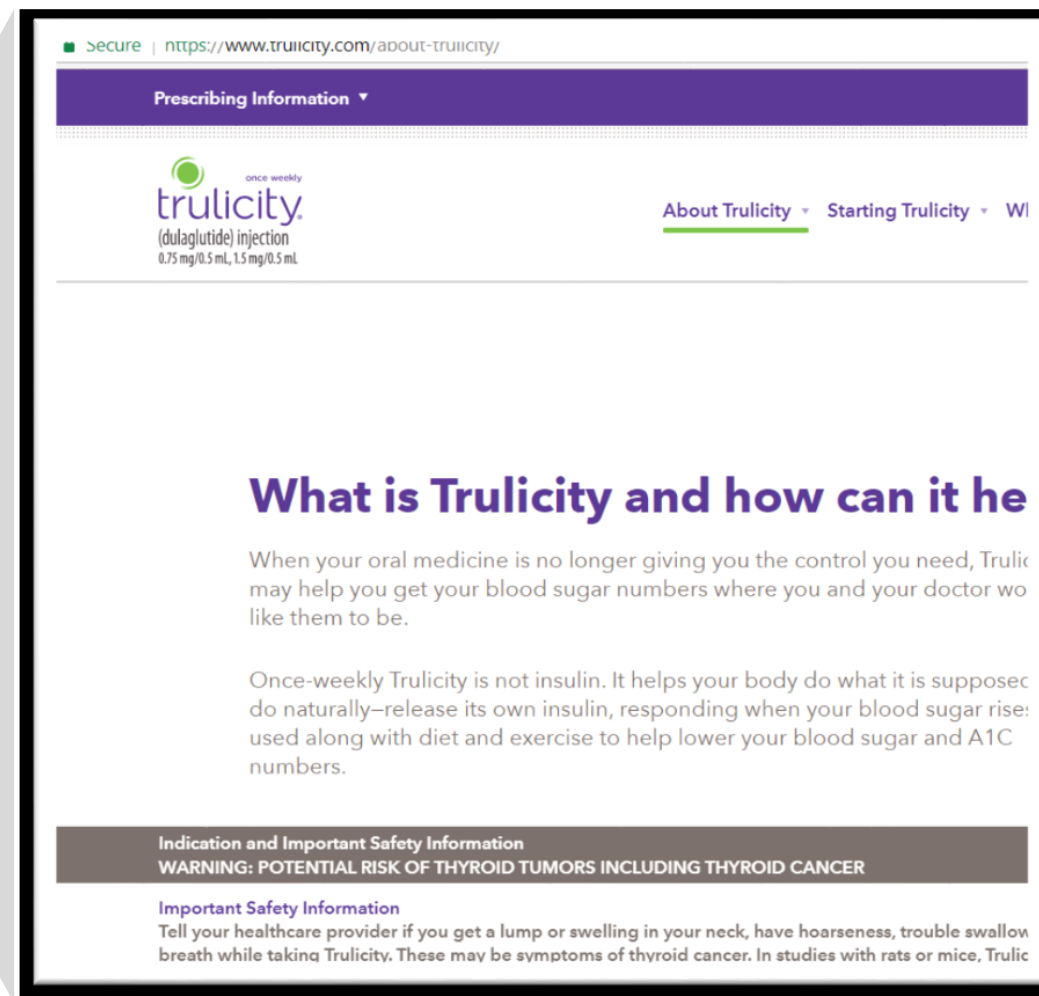 Secure | https://www.trulicity.com/about-trulicity/
Prescribing Information ▼
once weekly
trulicity.
(dulaglutide) injection
0.75 mg/0.5 mL, 1.5 mg/0.5 mL
About Trulicity Starting Trulicity
What is Trulicity and how can it he
When your oral medicine is no longer giving you the control you need, Trulic
may help you get your blood sugar numbers where you and your doctor wo
like them to be.
Once-weekly Trulicity is not insulin. It helps your body do what it is supposed
do naturally—release its own insulin, responding when your blood sugar rises
used along with diet and exercise to help lower your blood sugar and A1C
numbers.
Indication and Important Safety Information
WARNING: POTENTIAL RISK OF THYROID TUMORS INCLUDING THYROID CANCER
Important Safety Information
Tell your healthcare provider if you get a lump or swelling in your neck, have hoarseness, trouble swallow
breath while taking Trulicity. These may be symptoms of thyroid cancer. In studies with rats or mice, Trulic